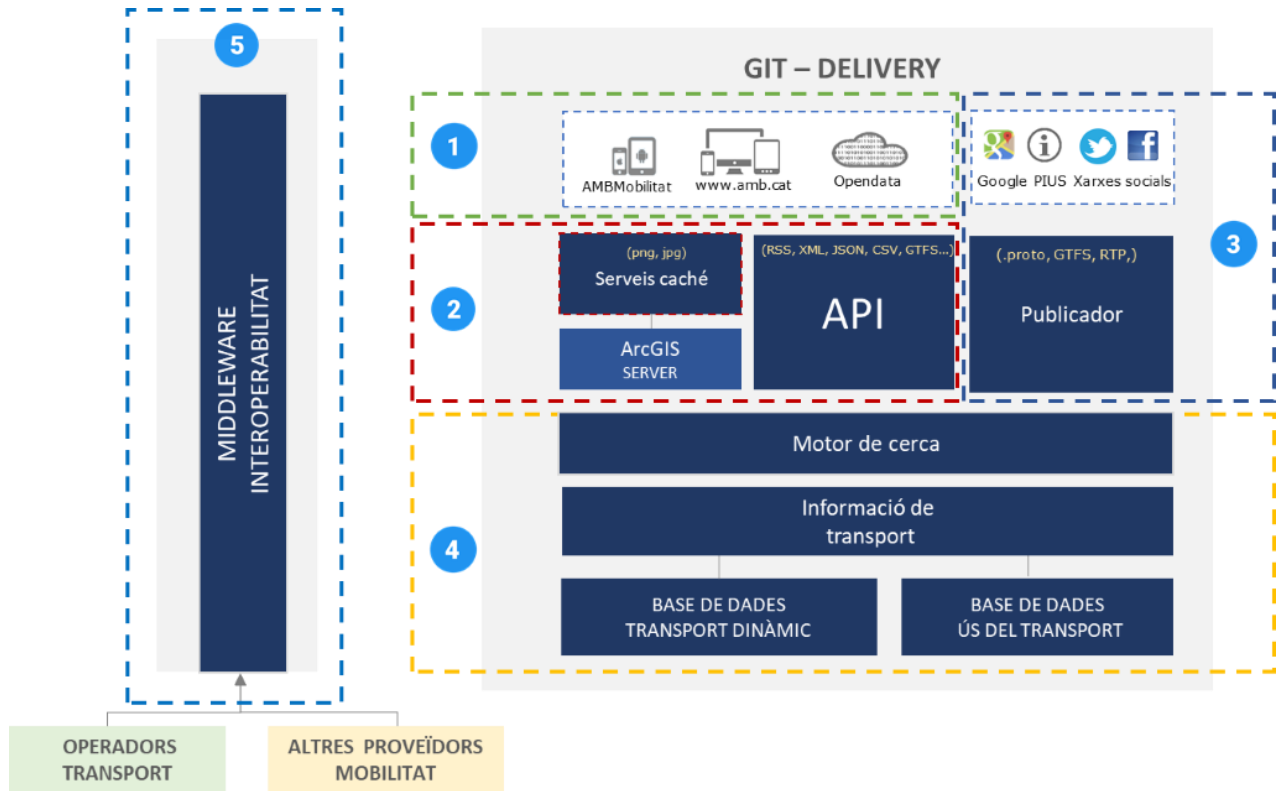 5
MIDDLEWARE
INTEROPERABILITAT
OPERADORS
TRANSPORT
ALTRES PROVEÏDORS
MOBILITAT
GIT – DELIVERY
1
AMBMobilitat
www.amb.cat
Opendata
Google PIUS Xarxes socials
3
2
(png, jpg)
Serveis caché
ArcGIS
SERVER
(RSS, XML, JSON, CSV, GTFS...)
API
(.proto, GTFS, RTP,)
Publicador
4
Motor de cerca
Informació de
transport
BASE DE DADES
TRANSPORT DINÀMIC
BASE DE DADES
ÚS DEL TRANSPORT